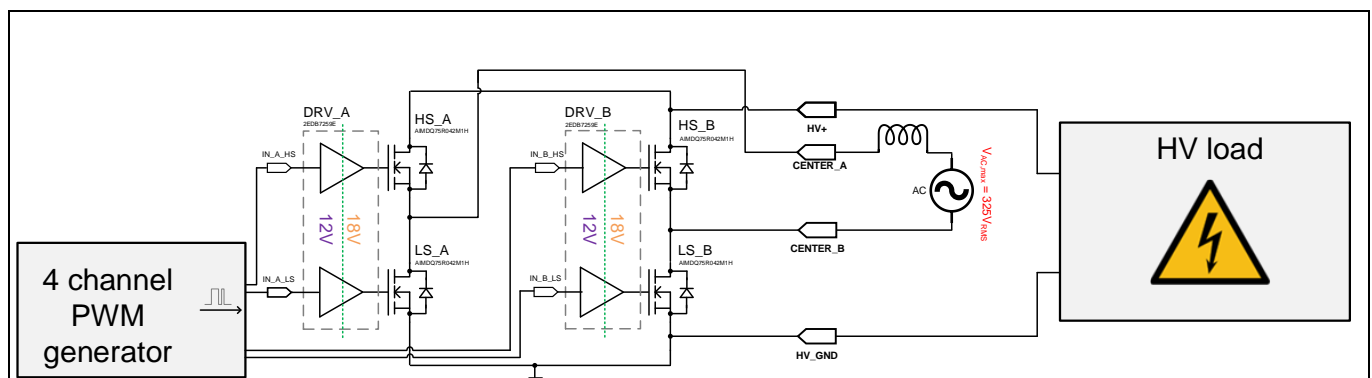 DRV_A
2EDB7259E
HS_A
AIMDQ75R042M1H
IN_A_HS
12V
18V
LS_A
AIMDQ75R042M1H
IN_A_LS
DRV_B
2EDB7259E
HS_B
AIMDQ75R042M1H
IN_B_HS
12V
18V
LS_B
AIMDQ75R042M1H
IN_B_LS
HV+
CENTER_A
AC
VAC,max = 325VRMS
CENTER_B
HV_GND
4 channel
PWM
generator
HV load